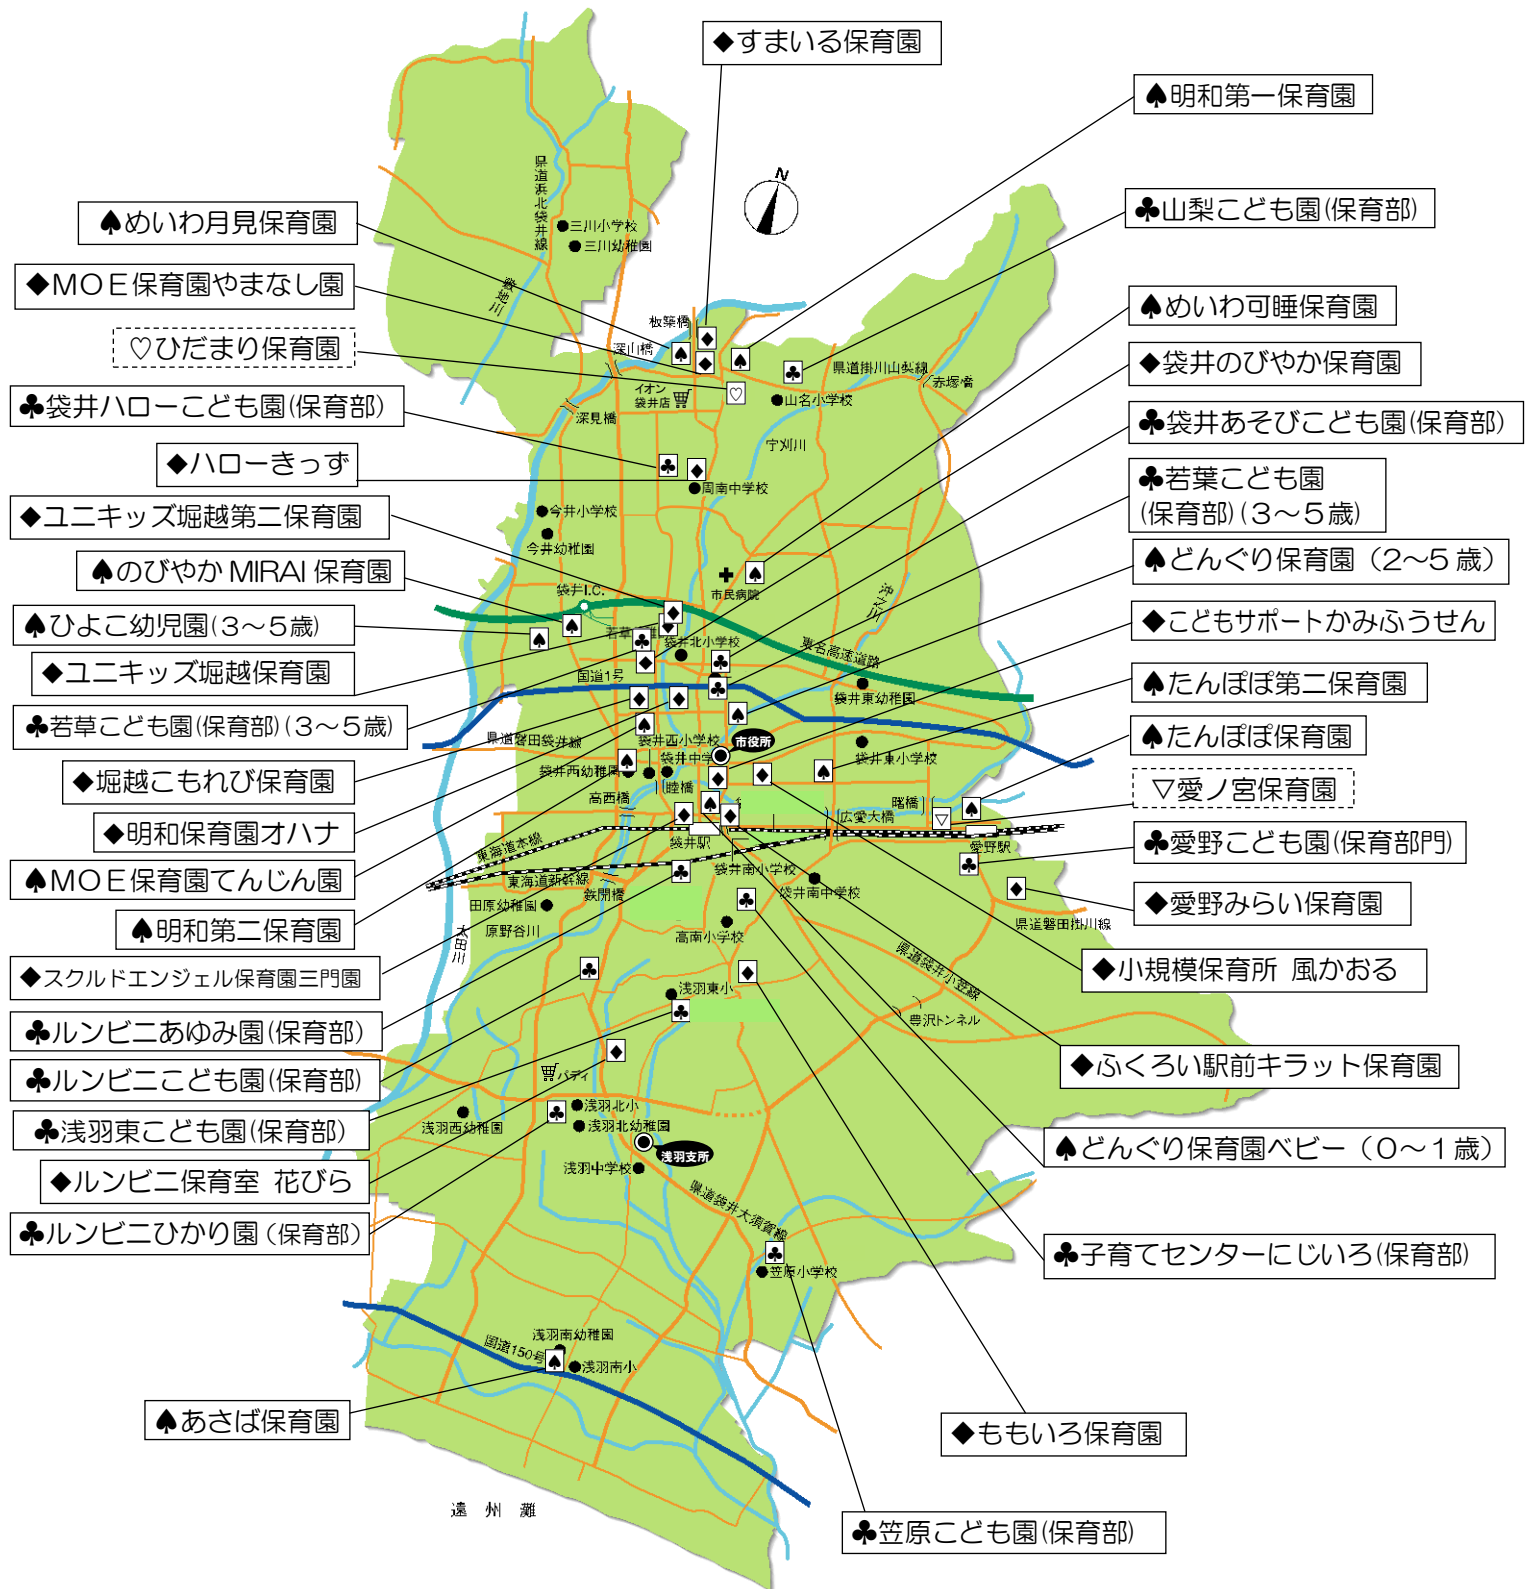 ◆すまいる保育園
♠明和第一保育園
♣山梨こども園(保育部)
♠めいわ月見保育園
◆MOE保育園やまなし園
♡ひだまり保育園
♣袋井ハローこども園(保育部)
◆ハローきっず
◆ユニキッズ堀越第二保育園
♠のびやか MIRAI 保育園
♠ひよこ幼児園(3～5歳)
◆ユニキッズ堀越保育園
♣若草こども園(保育部)(3～5歳)
◆堀越こもれび保育園
◆明和保育園オハナ
♠MOE保育園てんじん園
♠明和第二保育園
◆スクルドエンジェル保育園三門園
♣ルンビニあゆみ園(保育部)
♣ルンビニこども園(保育部)
♣浅羽東こども園(保育部)
◆ルンビニ保育室 花びら
♣ルンビニひかり園(保育部)
♠あさば保育園
♠めいわ可睡保育園
◆袋井のびやか保育園
♣袋井あそびこども園(保育部)
♣若葉こども園
(保育部)(3～5歳)
♠どんぐり保育園(2～5歳)
◆こどもサポートかみふうせん
♠たんぽぽ第二保育園
♠たんぽぽ保育園
▽愛ノ宮保育園
♣愛野こども園(保育部門)
◆愛野みらい保育園
◆小規模保育所 風かおる
◆ふくろい駅前キラット保育園
♠どんぐり保育園ベビー(0～1歳)
♣子育てセンターにじいろ(保育部)
◆ももいろ保育園
♣笠原こども園(保育部)
N
県道浜北袋井線
三川小学校
三川幼稚園
板築橋
深山橋
イオン
袋井店
深見橋
県道掛川山梨線
赤塚橋
山名小学校
宇刈川
周南中学校
今井小学校
今井幼稚園
市民病院
袋井I.C.
袋井北小学校
東名高速道路
国道1号
袋井東幼稚園
県道磐田袋井線
袋井西小学校
市役所
袋井中学
袋井東小学校
袋井西幼稚園
睦橋
高西橋
曙橋
広愛大橋
東海道本線
袋井駅
愛野駅
東海道新幹線
袋井南小学校
鉄開橋
袋井南中学校
田原幼稚園
原野谷川
太田川
高南小学校
県道磐田掛川線
県道袋井小笠線
浅羽東小
豊沢トンネル
パディ
浅羽北小
浅羽西幼稚園
浅羽北幼稚園
浅羽支所
浅羽中学校
県道袋井大須賀線
笠原小学校
浅羽南幼稚園
国道150号
浅羽南小
遠州灘